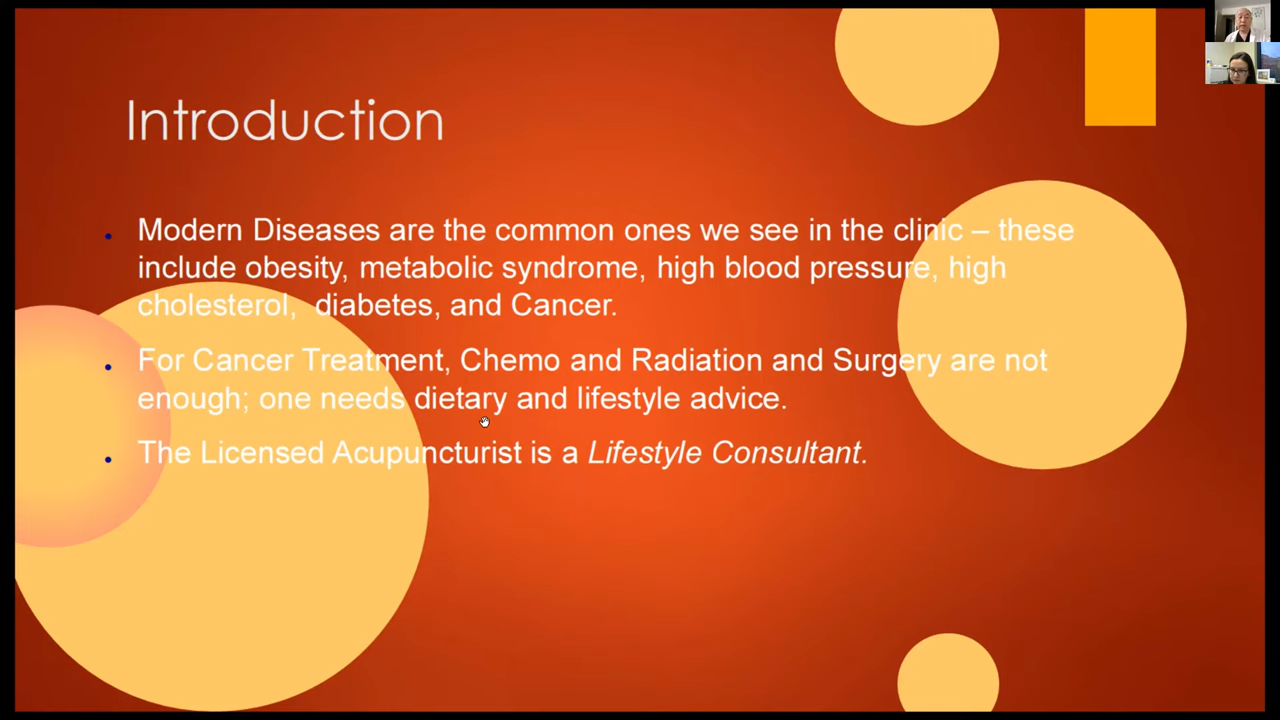 Introduction
Modern Diseases are the common ones we see in the clinic – these
include obesity, metabolic syndrome, high blood pressure, high
cholesterol,  diabetes, and Cancer.
For Cancer Treatment, Chemo and Radiation and Surgery are not
enough; one needs dietary and lifestyle advice.
The Licensed Acupuncturist is a Lifestyle Consultant.